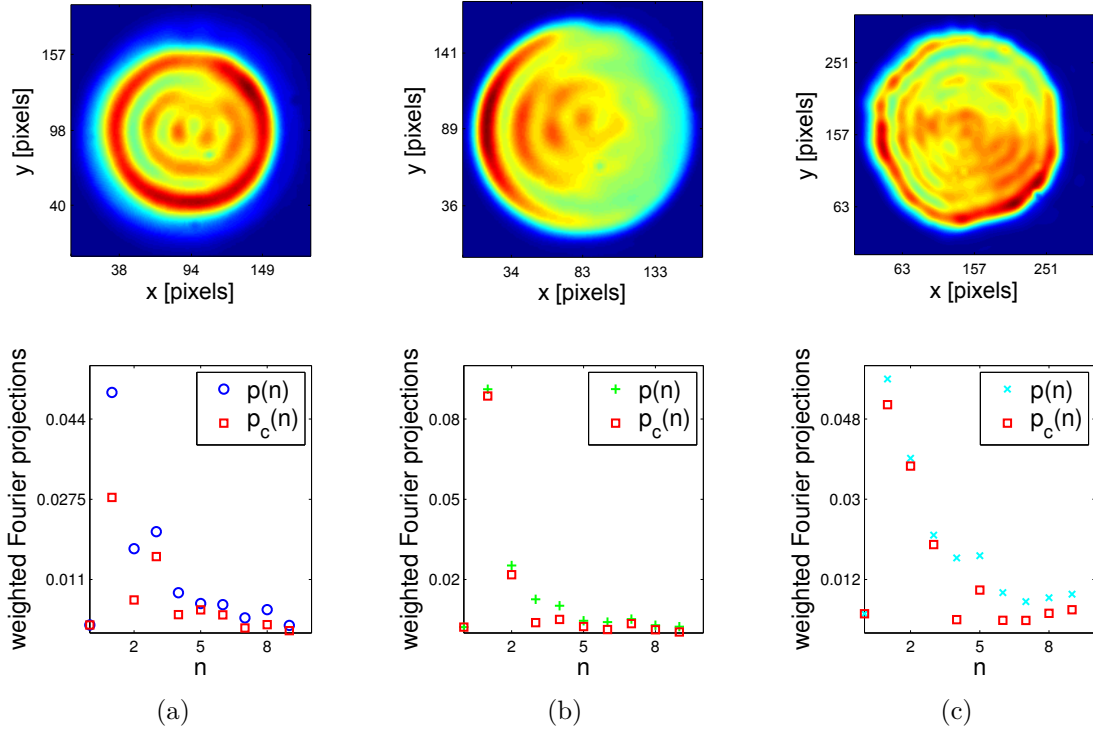 157
98
40
y [pixels]
38 94 149
x [pixels]
141
89
36
y [pixels]
34 83 133
x [pixels]
251
157
63
y [pixels]
63 157 251
x [pixels]
weighted Fourier projections
0.044
0.0275
0.011
2 5 8
n
p(n)
p_c(n)
(a)
weighted Fourier projections
0.08
0.05
0.02
2 5 8
n
p(n)
p_c(n)
(b)
weighted Fourier projections
0.048
0.03
0.012
2 5 8
n
p(n)
p_c(n)
(c)